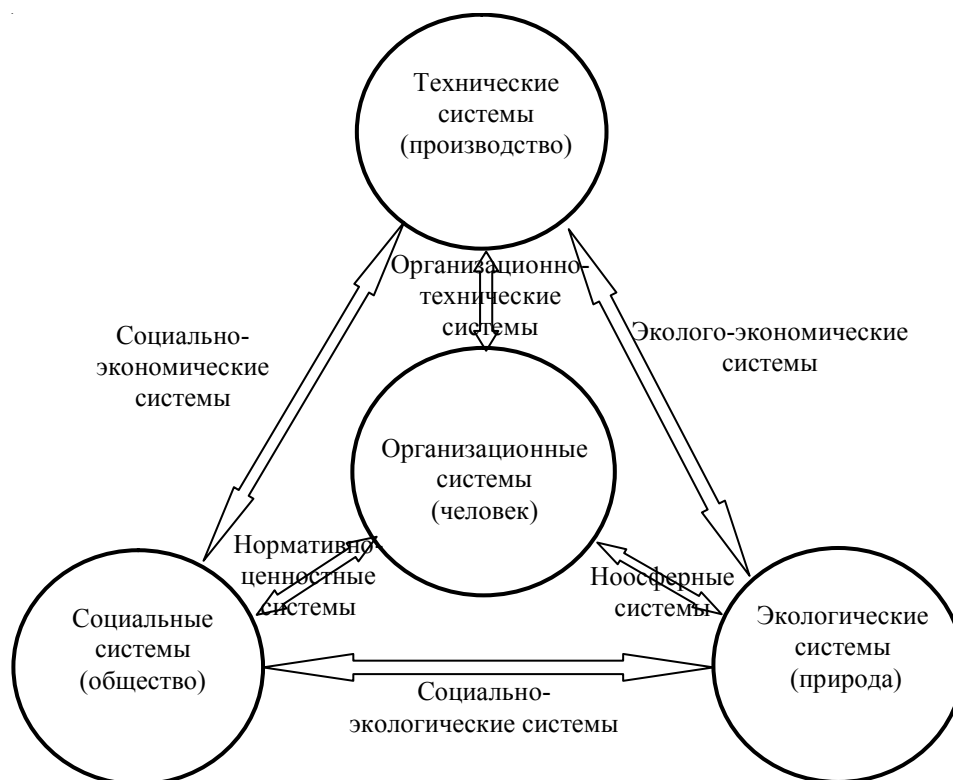 Технические
системы
(производство)
Организационно-
технические
системы
Социально-
экономические
системы
Эколого-экономические
системы
Организационные
системы
(человек)
Нормативно-
ценностные
системы
Ноосферные
системы
Социальные
системы
(общество)
Экологические
системы
(природа)
Социально-
экологические системы